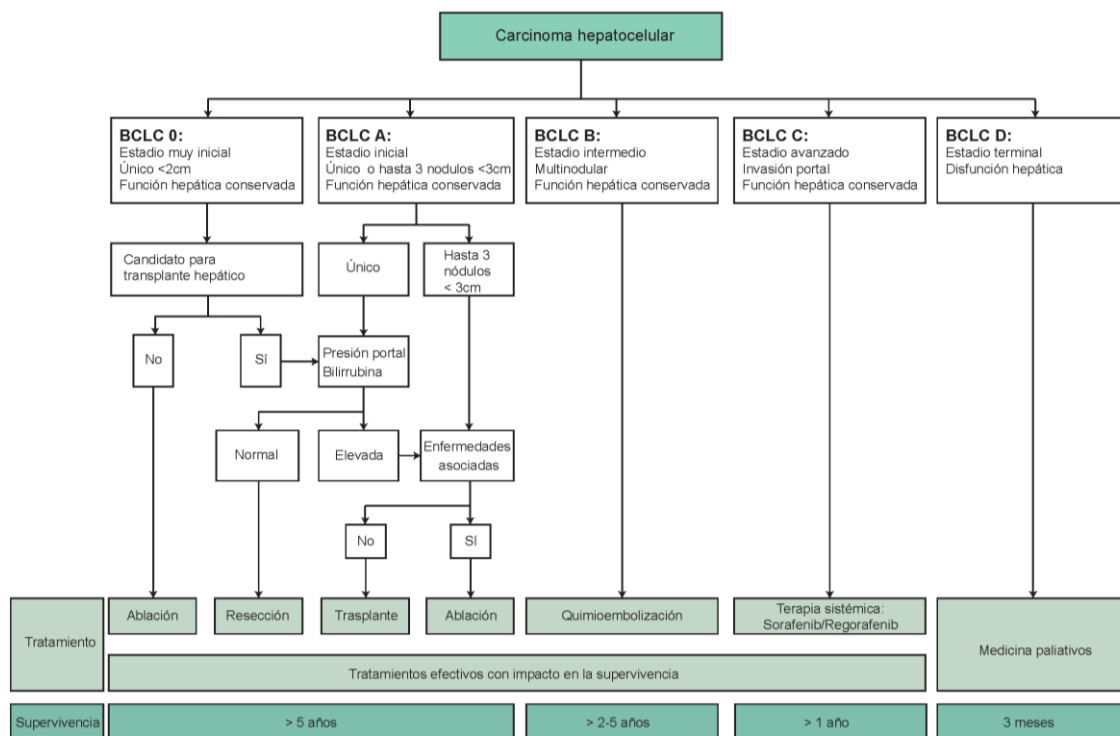 Carcinoma hepatocelular
BCLC 0:
Estadio muy inicial
Único <2cm
Función hepática conservada
BCLC A:
Estadio inicial
Único o hasta 3 nodulos <3cm
Función hepática conservada
BCLC B:
Estadio intermedio
Multinodular
Función hepática conservada
BCLC C:
Estadio avanzado
Invasión portal
Función hepática conservada
BCLC D:
Estadio terminal
Disfunción hepática
Candidato para
transplante hepático
Único
Hasta 3
nódulos
< 3cm
No
Sí
Presión portal
Bilirrubina
Normal
Elevada
Enfermedades
asociadas
No
Sí
Tratamiento
Ablación
Resección
Trasplante
Ablación
Quimioembolización
Terapia sistémica:
Sorafenib/Regorafenib
Medicina paliativos
Tratamientos efectivos con impacto en la supervivencia
Supervivencia
> 5 años
> 2-5 años
> 1 año
3 meses